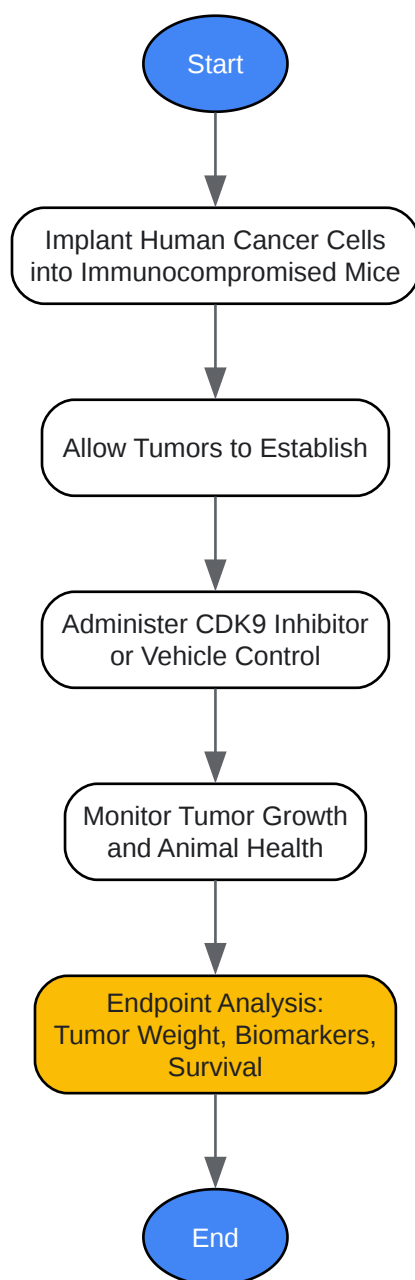 Start
Implant Human Cancer Cells
into Immunocompromised Mice
Allow Tumors to Establish
Administer CDK9 Inhibitor
or Vehicle Control
Monitor Tumor Growth
and Animal Health
Endpoint Analysis:
Tumor Weight, Biomarkers,
Survival
End